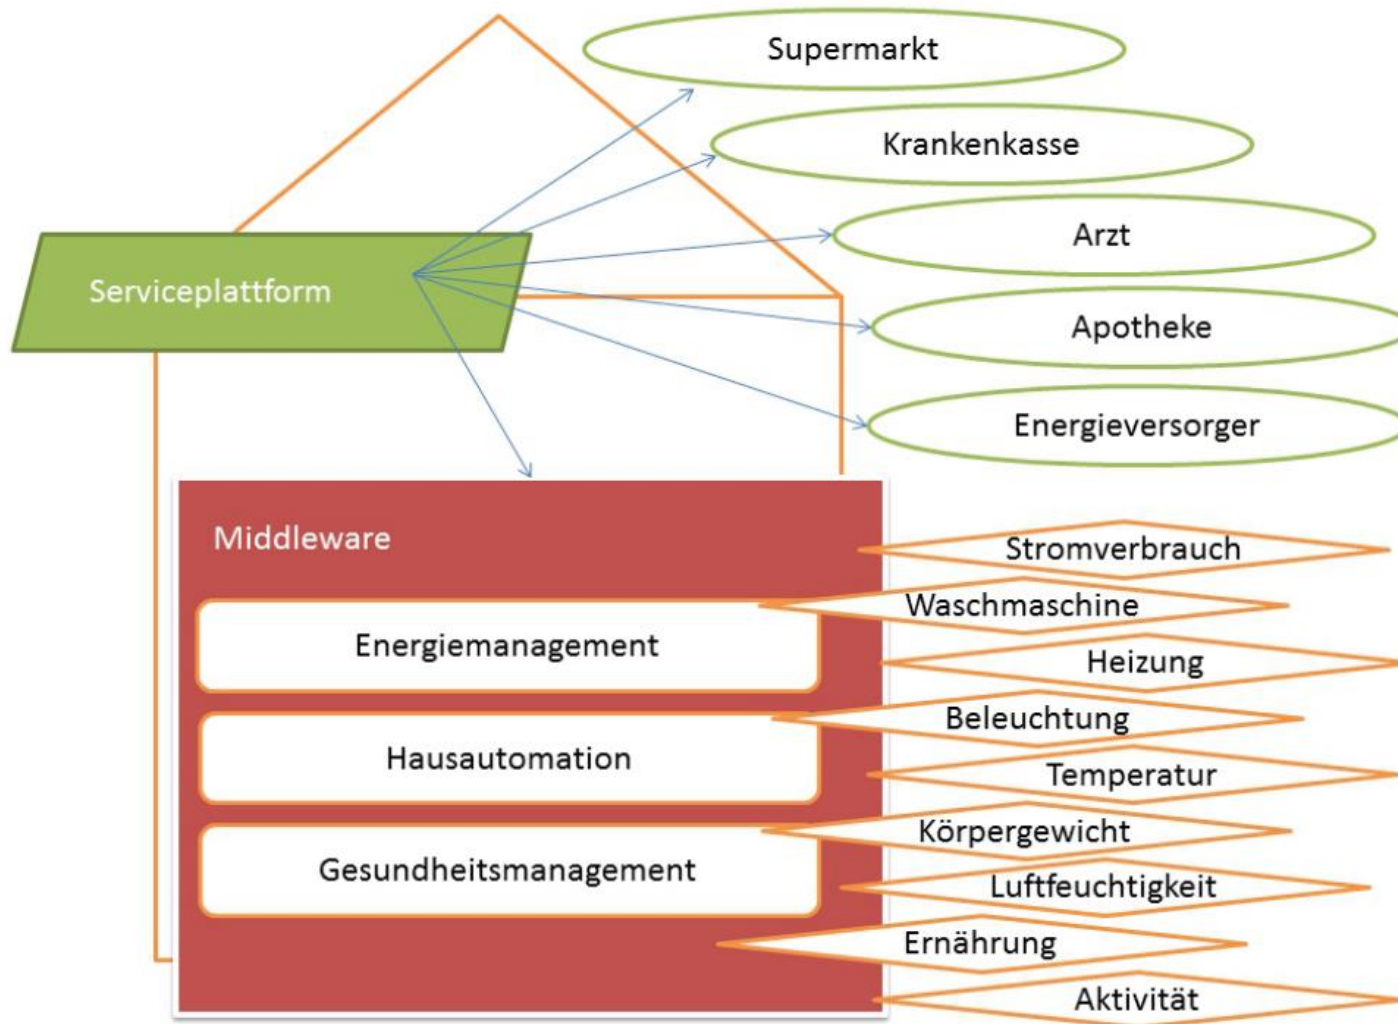 Supermarkt
Krankenkasse
Arzt
Serviceplattform
Apotheke
Energieversorger
Middleware
Stromverbrauch
Waschmaschine
Energiemanagement
Heizung
Beleuchtung
Hausautomation
Temperatur
Körpergewicht
Gesundheitsmanagement
Luftfeuchtigkeit
Ernährung
Aktivität